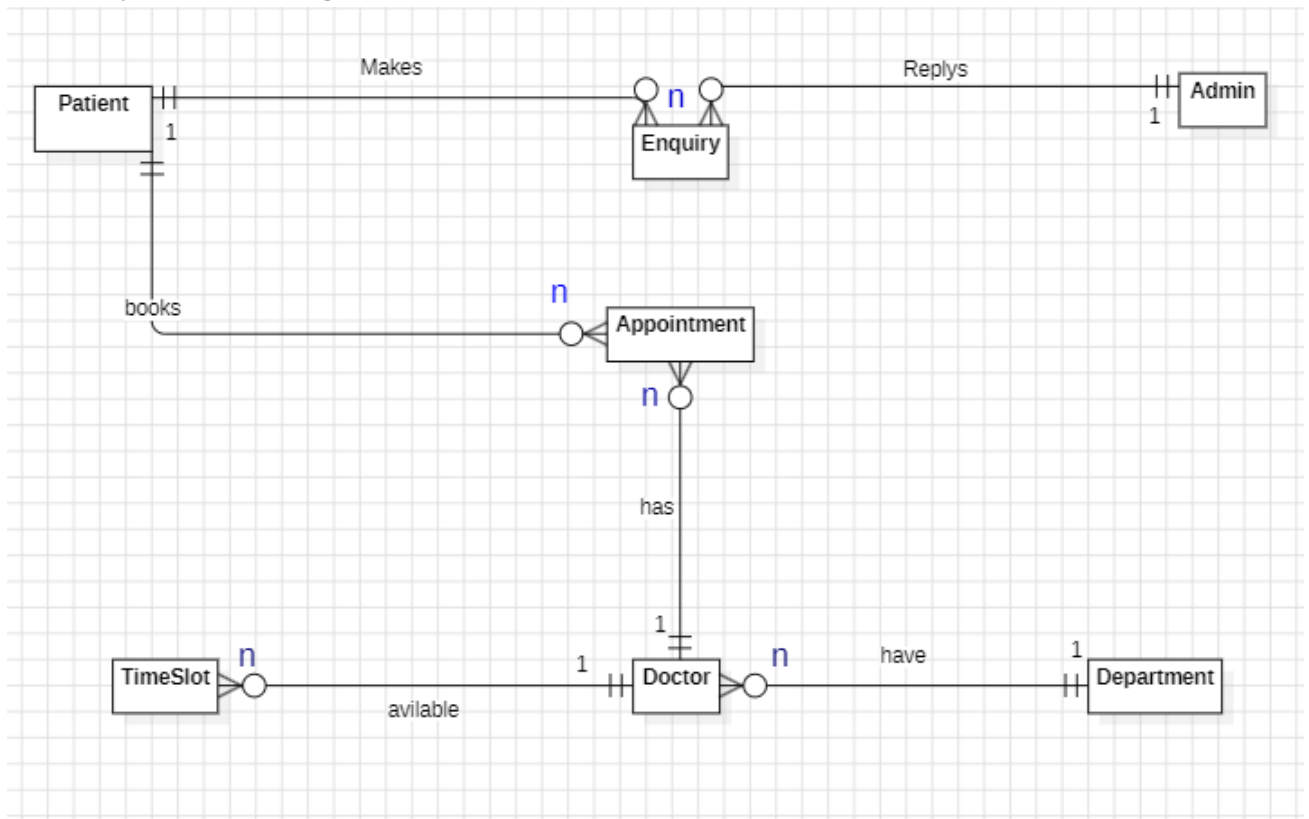 Makes
Replys
Patient
n
Admin
1
1
Enquiry
books
n
Appointment
n
has
1
TimeSlot
n
1
Doctor
n
have
1
Department
avilable